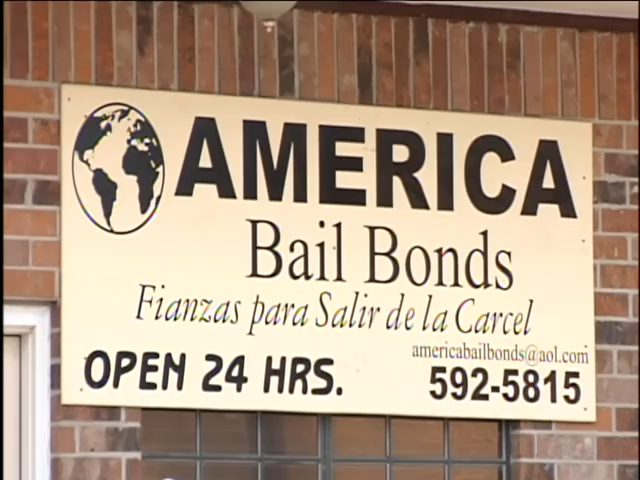 AMERICA
Bail Bonds
Fianzas para Salir de la Carcel
americabailbonds@aol.com
OPEN 24 HRS.
592-5815